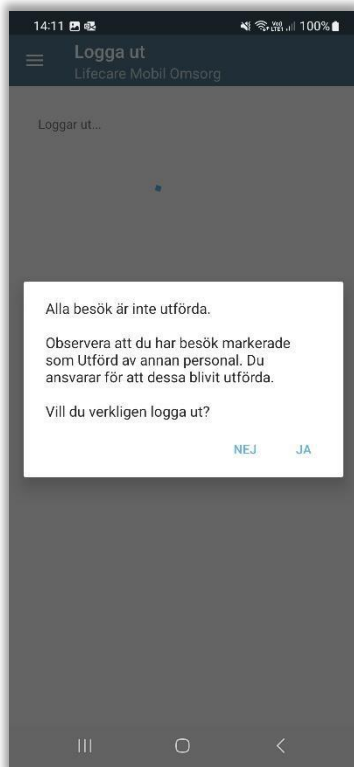 14:11 100%
Logga ut
Lifecare Mobil Omsorg
Loggar ut...
Alla besök är inte utförda.
Observera att du har besök markerade
som Utförd av annan personal. Du
ansvarar för att dessa blivit utförda.
Vill du verkligen logga ut?
NEJ JA